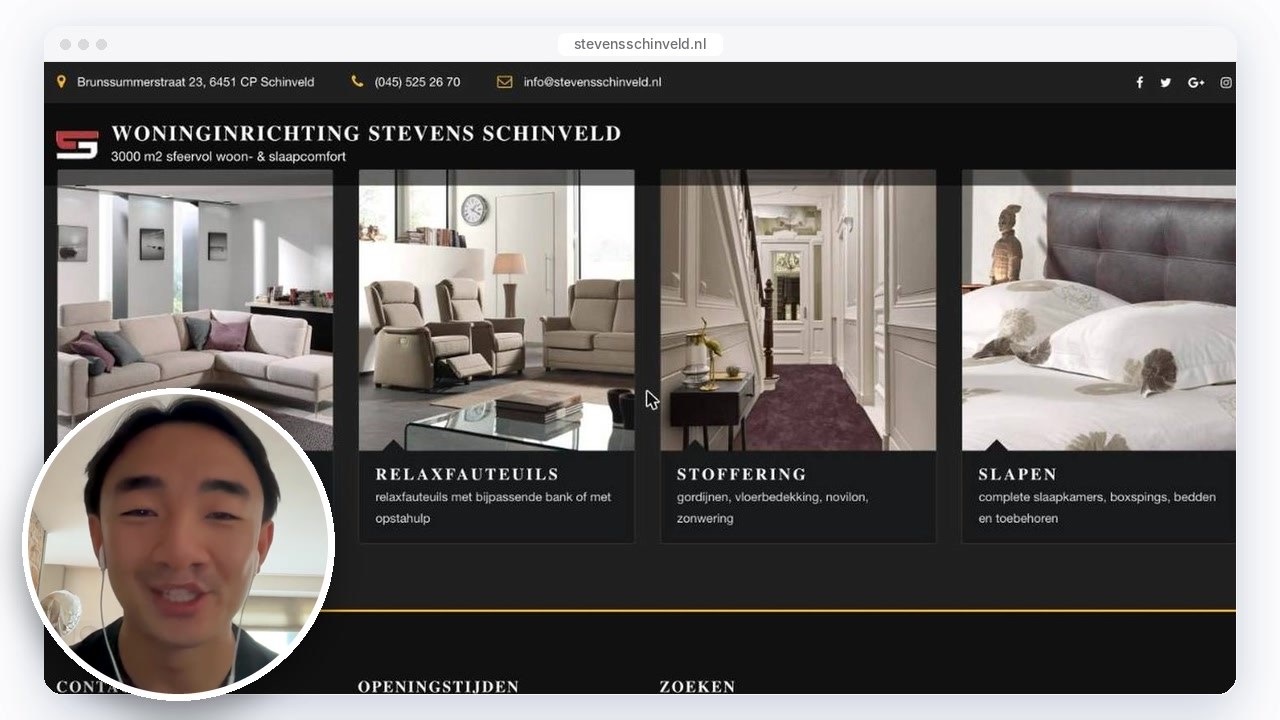 stevensschinveld.nl
Brunssummerstraat 23, 6451 CP Schinveld (045) 525 26 70 info@stevensschinveld.nl
WONINGINRICHTING STEVENS SCHINVELD
3000 m2 sfeervol woon- & slaapcomfort
RELAXFAUTEUILS
relaxfauteuils met bijpassende bank of met
opstahulp
STOFFERING
gordijnen, vloerbedekking, novilon,
zonwering
SLAPEN
complete slaapkamers, boxspings, bedden
en toebehoren
OPENINGSTIJDEN
ZOEKEN